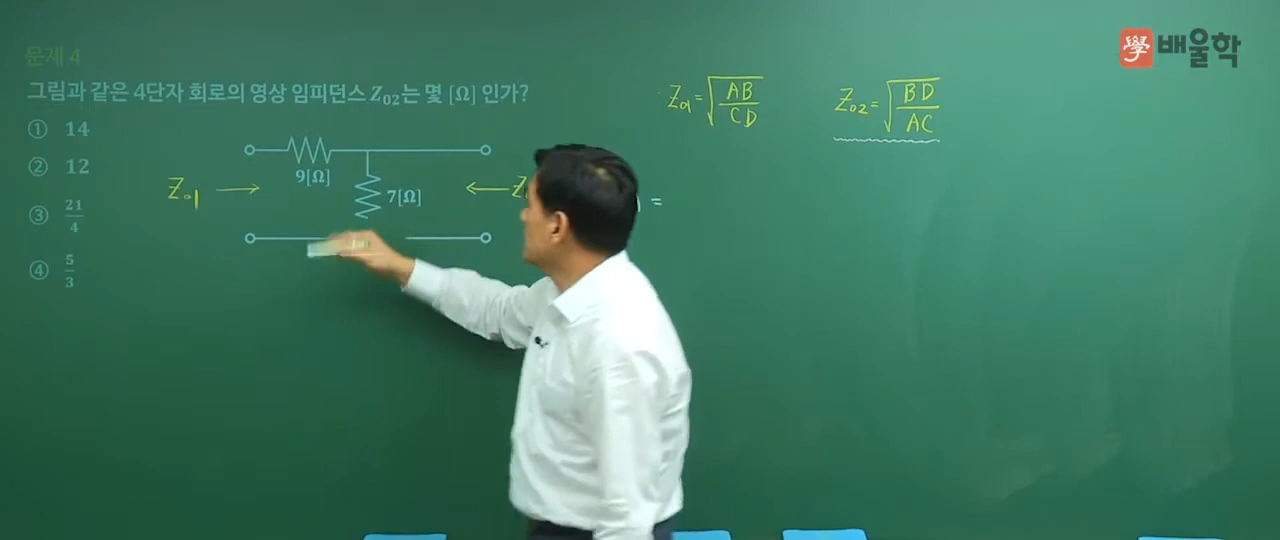 學 배울학
문제 4
그림과 같은 4단자 회로의 영상 임피던스 Z₀₂는 몇 [Ω] 인가?
① 14
② 12
③ 21/4
④ 5/3
9[Ω]
7[Ω]
Z₀₁ →
←
Z₀₁ = √(AB/CD)
Z₀₂ = √(BD/AC)
=